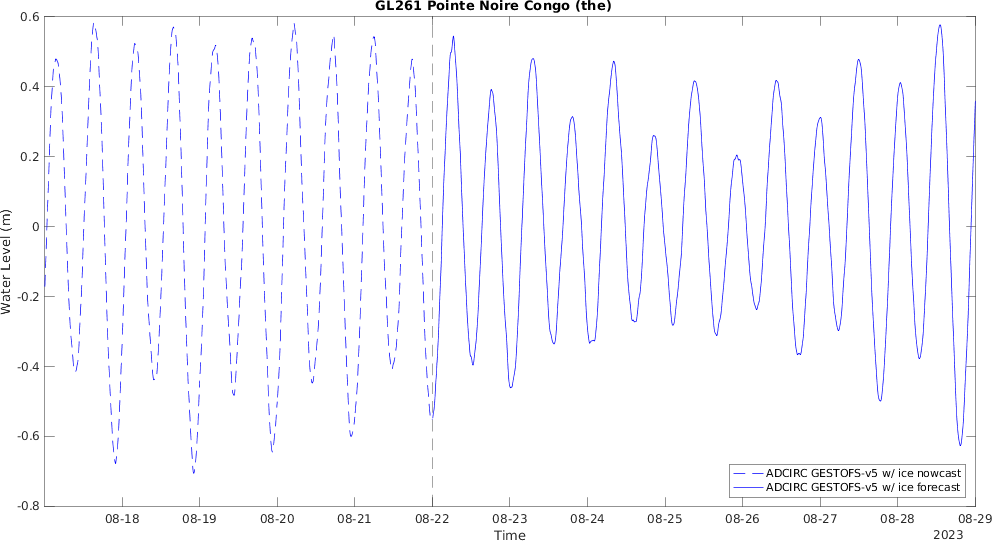 GL261 Pointe Noire Congo (the)
0.6
0.4
0.2
0
-0.2
-0.4
-0.6
-0.8
Water Level (m)
ADCIRC GESTOFS-v5 w/ ice nowcast
ADCIRC GESTOFS-v5 w/ ice forecast
08-18 08-19 08-20 08-21 08-22 08-23 08-24 08-25 08-26 08-27 08-28 08-29
Time
2023